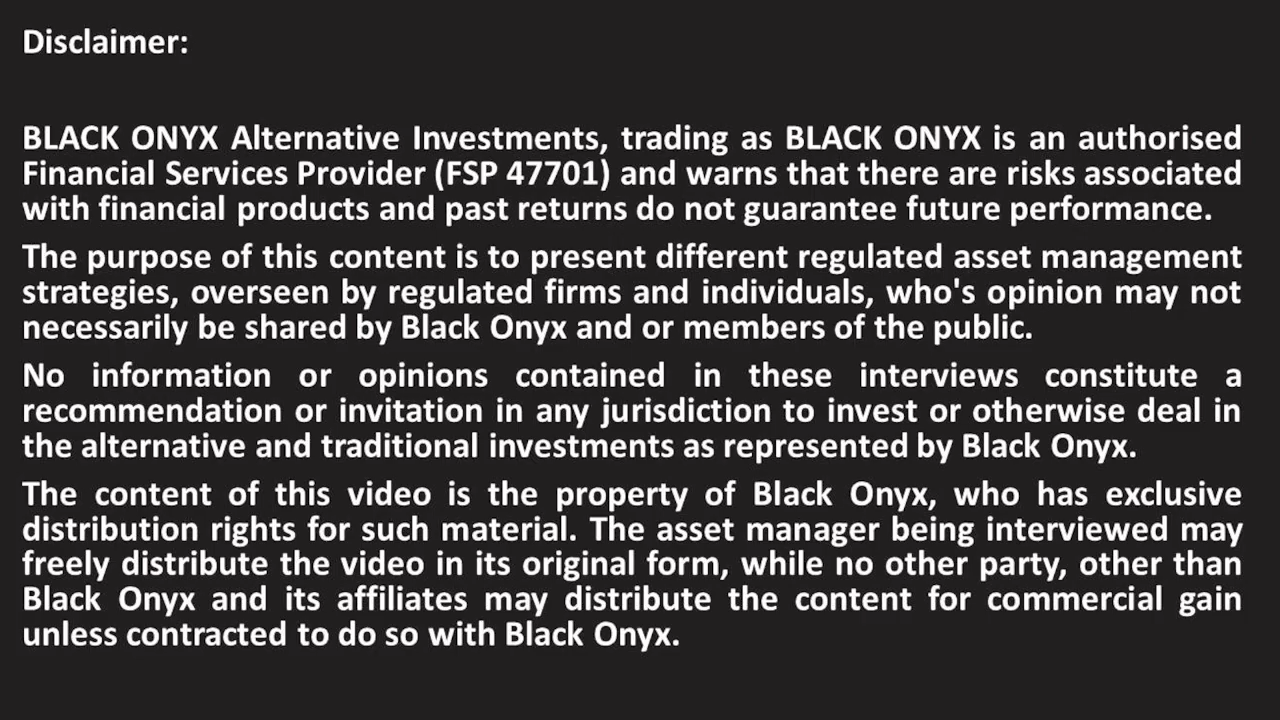 Disclaimer:
BLACK ONYX Alternative Investments, trading as BLACK ONYX is an authorised
Financial Services Provider (FSP 47701) and warns that there are risks associated
with financial products and past returns do not guarantee future performance.
The purpose of this content is to present different regulated asset management
strategies, overseen by regulated firms and individuals, who's opinion may not
necessarily be shared by Black Onyx and or members of the public.
No information or opinions contained in these interviews constitute a
recommendation or invitation in any jurisdiction to invest or otherwise deal in
the alternative and traditional investments as represented by Black Onyx.
The content of this video is the property of Black Onyx, who has exclusive
distribution rights for such material. The asset manager being interviewed may
freely distribute the video in its original form, while no other party, other than
Black Onyx and its affiliates may distribute the content for commercial gain
unless contracted to do so with Black Onyx.